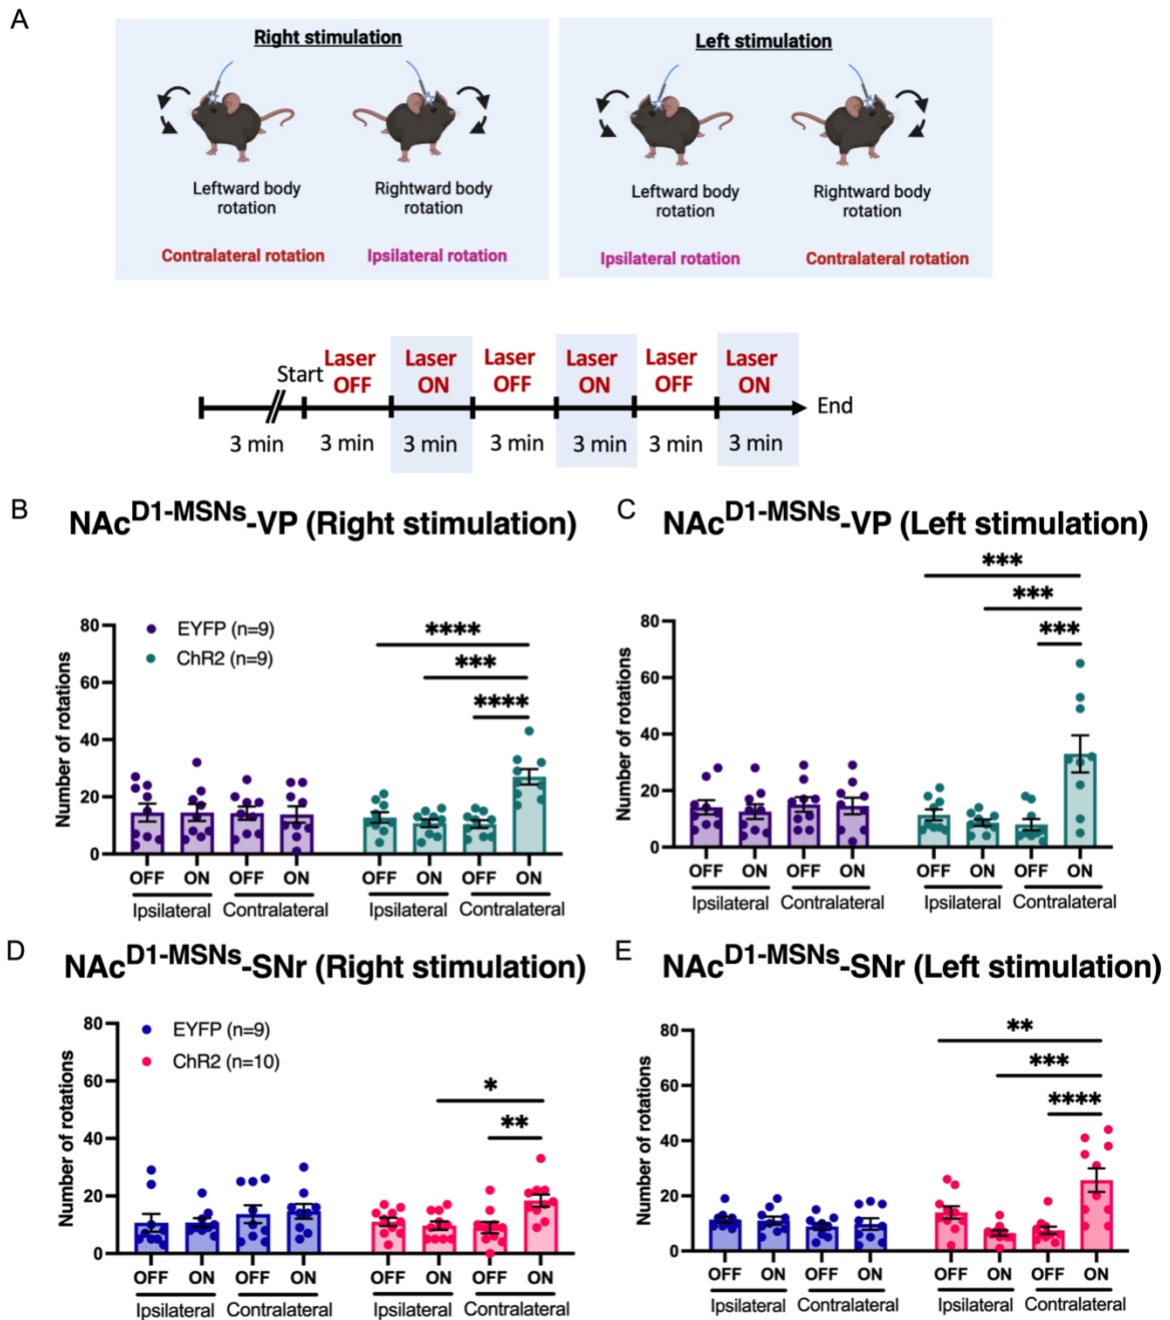 A
Right stimulation
Leftward body
rotation
Rightward body
rotation
Contralateral rotation
Ipsilateral rotation
Left stimulation
Leftward body
rotation
Rightward body
rotation
Ipsilateral rotation
Contralateral rotation
Start
Laser
OFF
Laser
ON
Laser
OFF
Laser
ON
Laser
OFF
Laser
ON
End
3 min
3 min
3 min
3 min
3 min
3 min
3 min
B
NAc^D1-MSNs-VP (Right stimulation)
Number of rotations
80
60
40
20
0
EYFP (n=9)
ChR2 (n=9)
****
***
****
OFF ON OFF ON OFF ON OFF ON
Ipsilateral Contralateral Ipsilateral Contralateral
C
NAc^D1-MSNs-VP (Left stimulation)
Number of rotations
80
60
40
20
0
***
***
***
OFF ON OFF ON OFF ON OFF ON
Ipsilateral Contralateral Ipsilateral Contralateral
D
NAc^D1-MSNs-SNr (Right stimulation)
Number of rotations
80
60
40
20
0
EYFP (n=9)
ChR2 (n=10)
*
**
OFF ON OFF ON OFF ON OFF ON
Ipsilateral Contralateral Ipsilateral Contralateral
E
NAc^D1-MSNs-SNr (Left stimulation)
Number of rotations
80
60
40
20
0
**
***
****
OFF ON OFF ON OFF ON OFF ON
Ipsilateral Contralateral Ipsilateral Contralateral